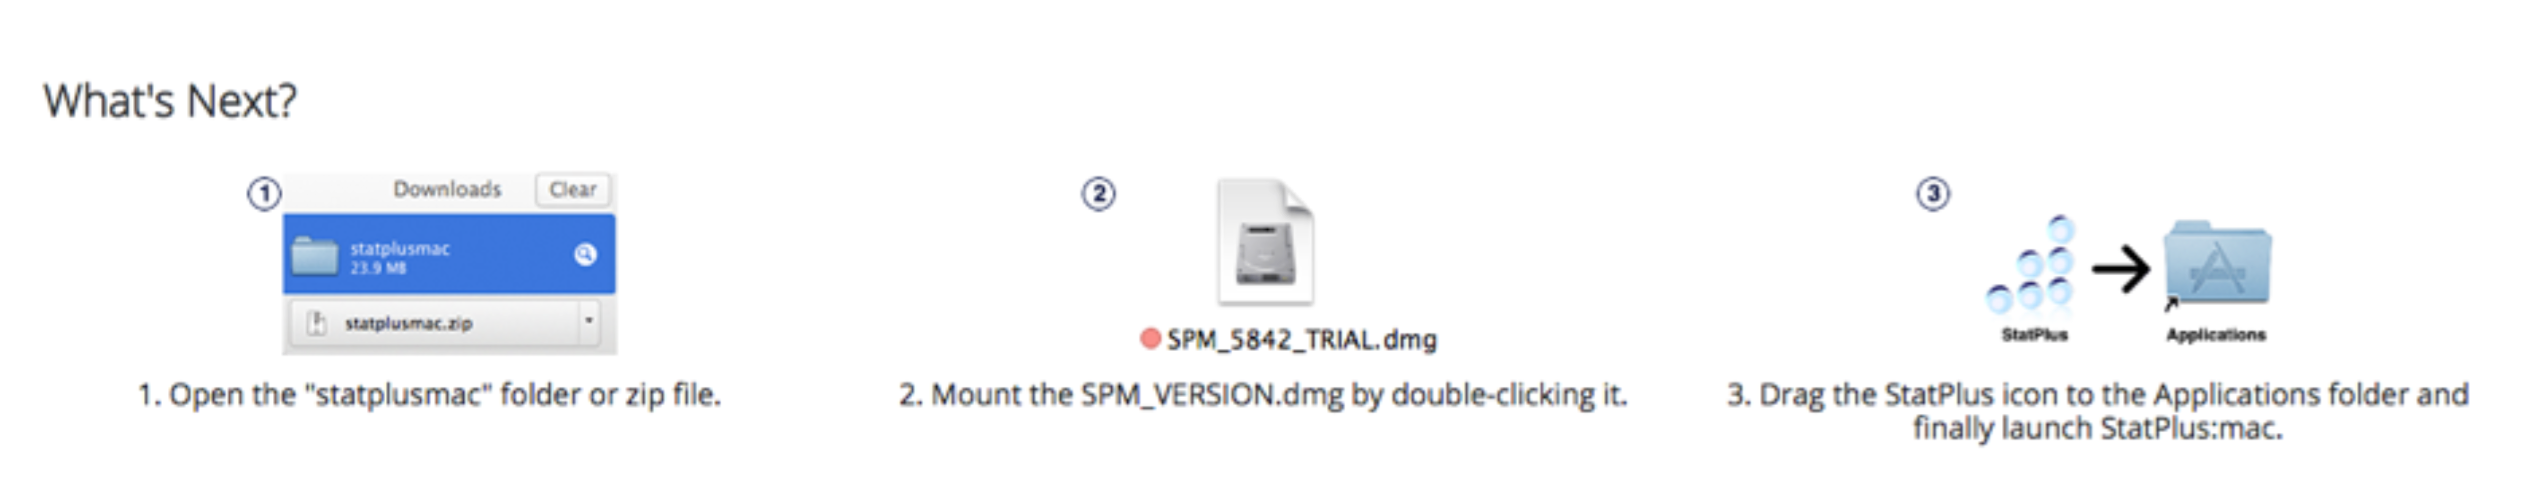 What's Next?
1
Downloads
Clear
statplusmac
23.9 MB
statplusmac.zip
1. Open the "statplusmac" folder or zip file.
2
SPM_5842_TRIAL.dmg
2. Mount the SPM_VERSION.dmg by double-clicking it.
3
StatPlus
Applications
3. Drag the StatPlus icon to the Applications folder and
finally launch StatPlus:mac.